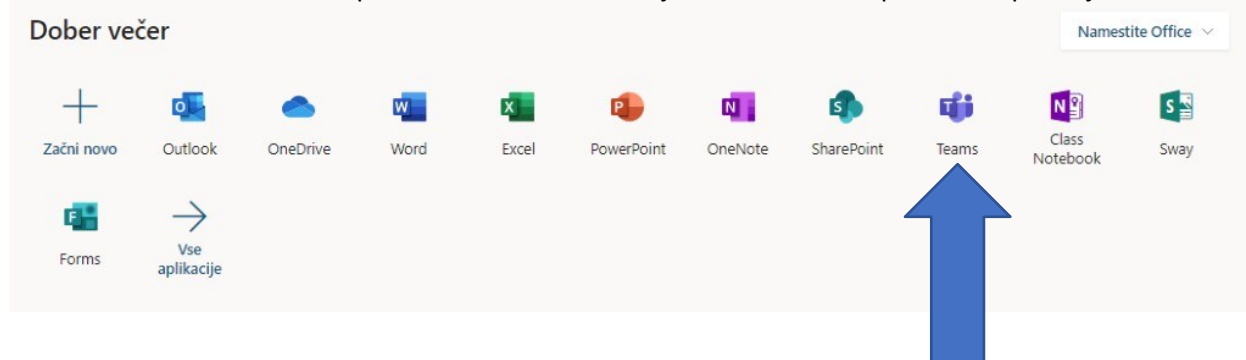 Dober večer
Namestite Office
Začni novo
Outlook
OneDrive
Word
Excel
PowerPoint
OneNote
SharePoint
Teams
Class
Notebook
Sway
Forms
Vse
aplikacije